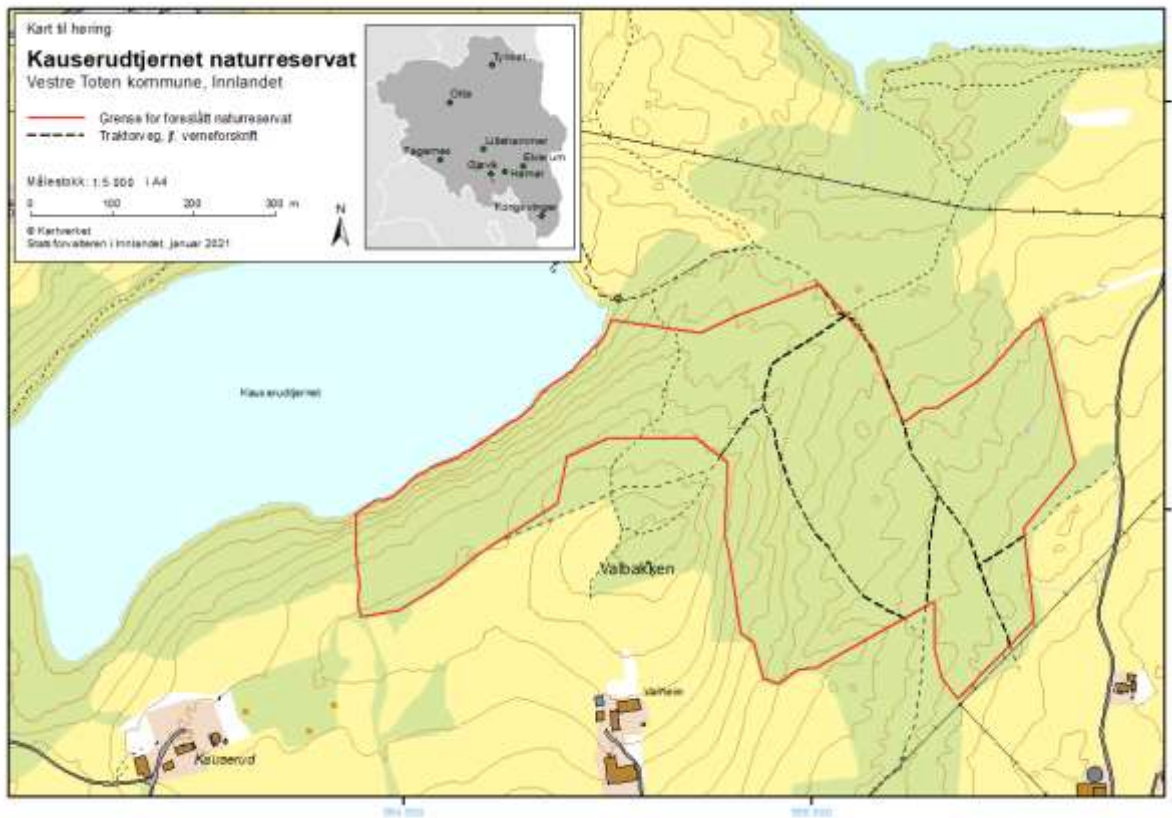 Kart til høring
Kauserudtjernet naturreservat
Vestre Toten kommune, Innlandet
Grense for foreslått naturreservat
Traktorveg, jf. verneforskrift
Målestokk: 1:5 000 i A4
0 100 200 300 m
N
© Kartverket
Statsforvalteren i Innlandet, januar 2021
Tynset
Otta
Lillehammer
Fagernes
Elverum
Gjøvik
Hamar
Kongsvinger
Kauserudtjernet
Valbakken
Valheim
Kauserud